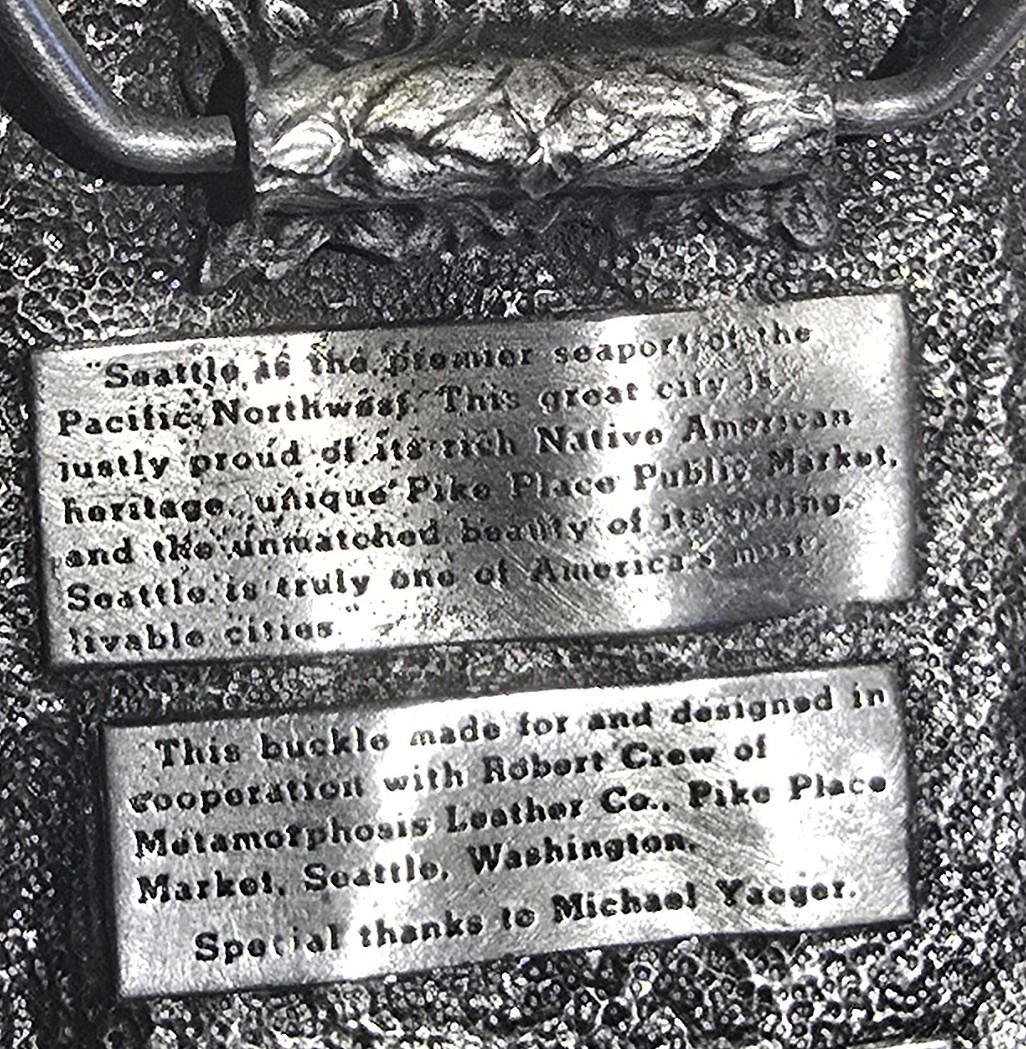 "Seattle is the premier seaport of the
Pacific Northwest. This great city is
justly proud of its rich Native American
heritage, unique Pike Place Public Market,
and the unmatched beauty of its setting.
Seattle is truly one of America's most
livable cities."
This buckle made for and designed in
cooperation with Robert Crew of
Metamorphosis Leather Co., Pike Place
Market, Seattle, Washington.
Special thanks to Michael Yaeger.